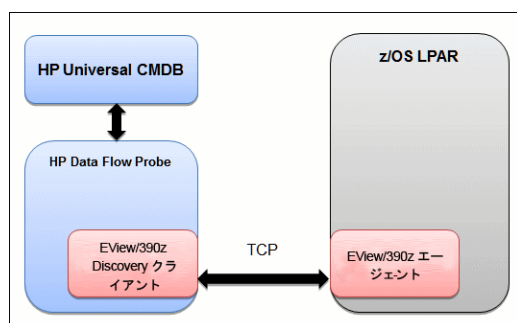 HP Universal CMDB
z/OS LPAR
HP Data Flow Probe
EView/390z
Discovery クラ
イアント
TCP
EView/390z エー
ジェント